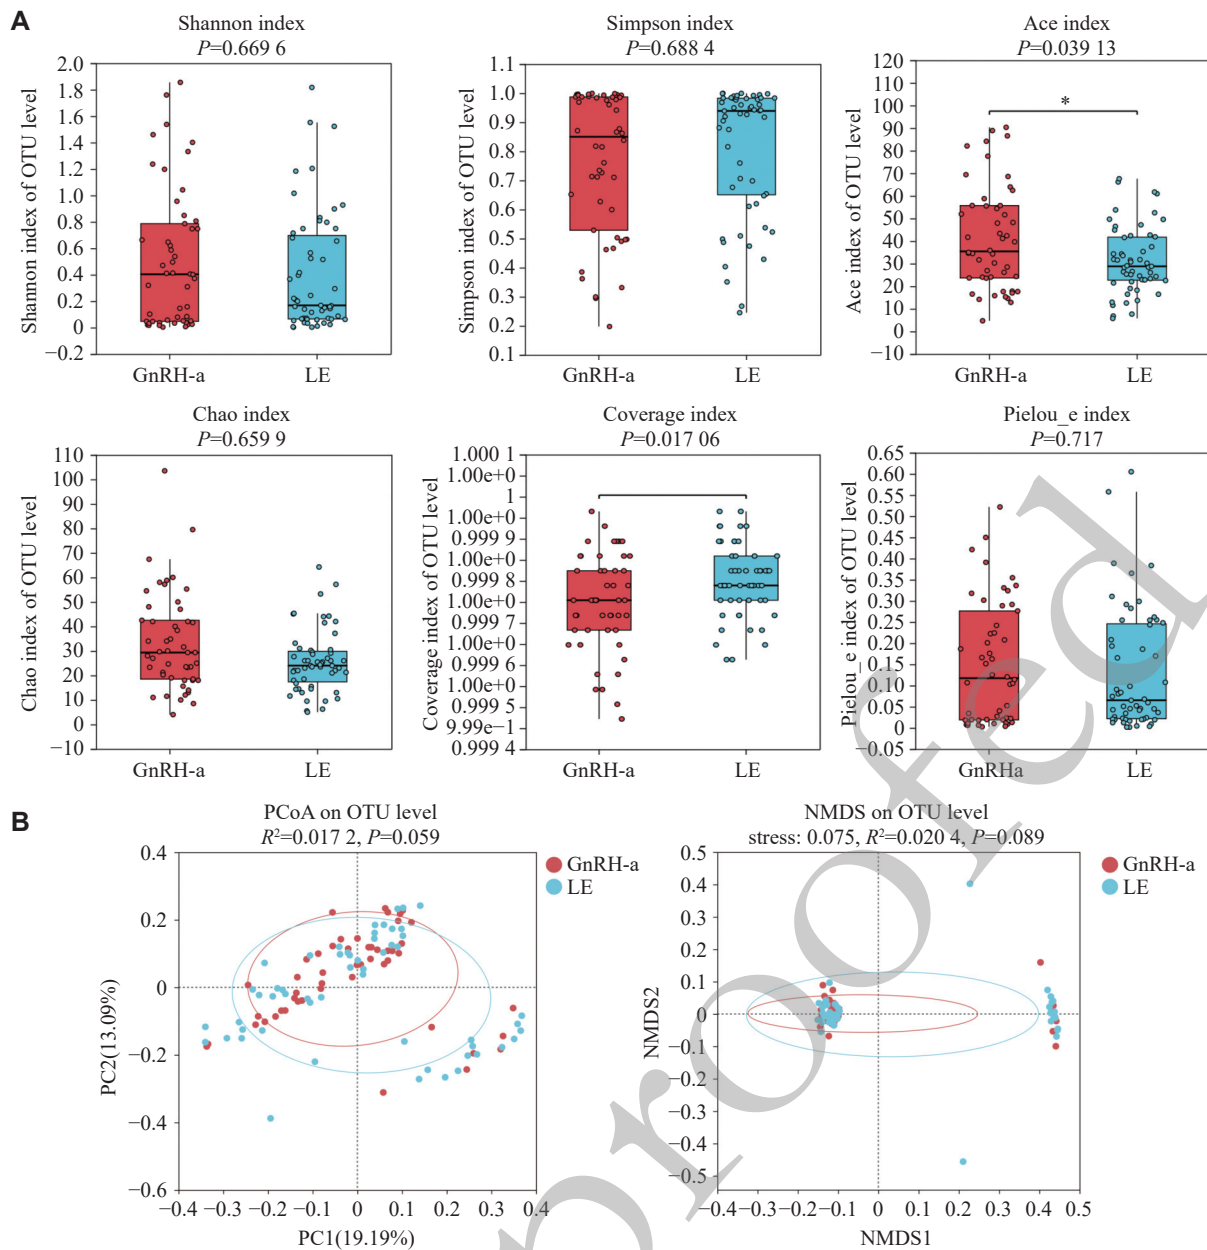 A
Shannon index
P=0.669 6
Shannon index of OTU level
2.0
1.8
1.6
1.4
1.2
1.0
0.8
0.6
0.4
0.2
0
−0.2
GnRH-a LE
Simpson index
P=0.688 4
Simpson index of OTU level
1.1
1.0
0.9
0.8
0.7
0.6
0.5
0.4
0.3
0.2
0.1
GnRH-a LE
Ace index
P=0.039 13
Ace index of OTU level
120
110
100
90
80
70
60
50
40
30
20
10
0
−10
*
GnRH-a LE
Chao index
P=0.659 9
Chao index of OTU level
110
100
90
80
70
60
50
40
30
20
10
0
−10
GnRH-a LE
Coverage index
P=0.017 06
Coverage index of OTU level
1.000 1
1.00e+0
1
1.00e+0
0.999 9
1.00e+0
0.999 8
1.00e+0
0.999 7
1.00e+0
0.999 6
1.00e+0
0.999 5
9.99e−1
0.999 4
GnRH-a LE
Pielou_e index
P=0.717
Pielou_e index of OTU level
0.65
0.60
0.55
0.50
0.45
0.40
0.35
0.30
0.25
0.20
0.15
0.10
0.05
0
−0.05
GnRHa LE
B
PCoA on OTU level
R²=0.017 2, P=0.059
PC2(13.09%)
0.4
0.2
0
−0.2
−0.4
−0.6
−0.4 −0.3 −0.2 −0.1 0 0.1 0.2 0.3 0.4
PC1(19.19%)
GnRH-a
LE
NMDS on OTU level
stress: 0.075, R²=0.020 4, P=0.089
NMDS2
0.5
0.4
0.3
0.2
0.1
0
−0.1
−0.2
−0.3
−0.4
−0.5
−0.4 −0.3 −0.2 −0.1 0 0.1 0.2 0.3 0.4 0.5
NMDS1
GnRH-a
LE
proofed